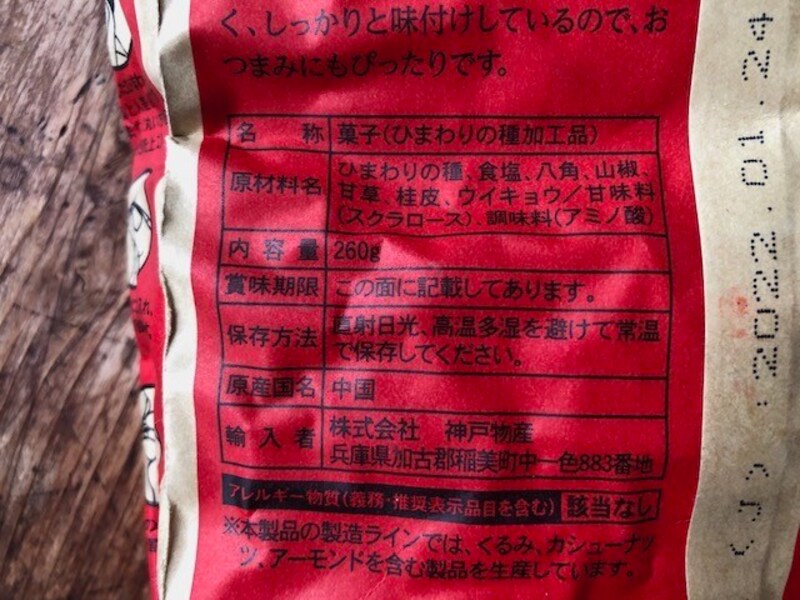 く、しっかりと味付けしているので、お
つまみにもぴったりです。
名称 菓子(ひまわりの種加工品)
原材料名 ひまわりの種、食塩、八角、山椒、
甘草、桂皮、ウイキョウ/甘味料
(スクラロース)、調味料(アミノ酸)
内容量 260g
賞味期限 この面に記載してあります。
保存方法 直射日光、高温多湿を避けて常温
で保存してください。
原産国名 中国
輸入者 株式会社 神戸物産
兵庫県加古郡稲美町中一色883番地
アレルギー物質(義務・推奨表示品目を含む) 該当なし
※本製品の製造ラインでは、くるみ、カシューナッ
ツ、アーモンドを含む製品を生産しています。
2022.01.24